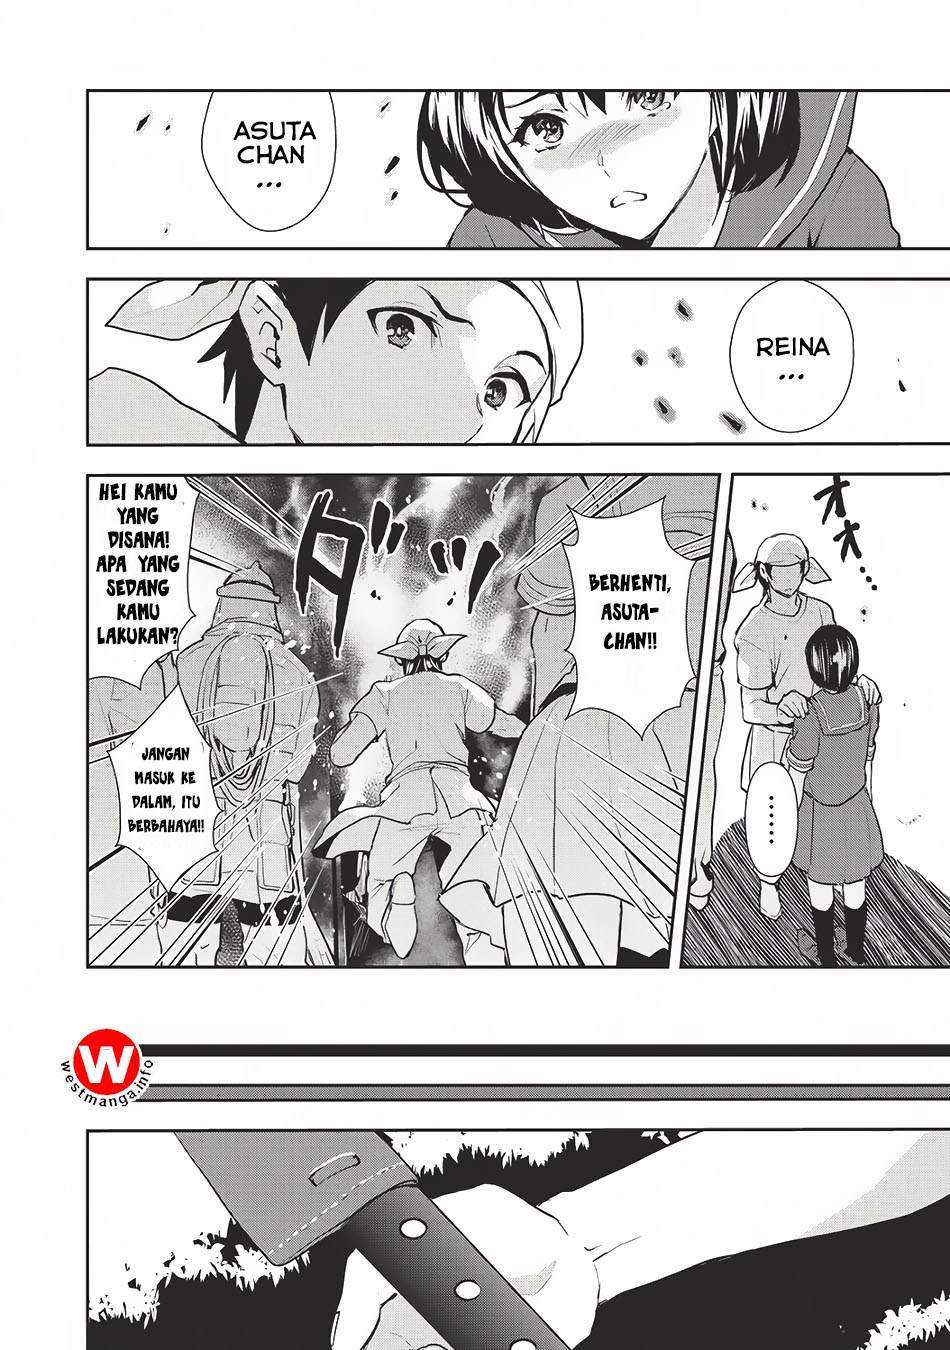 ASUTA
CHAN
...
REINA
...
オオ...
......
BERHENTI,
ASUTA-
CHAN!!
ダッ
HEI KAMU
YANG
DISANA!
APA YANG
SEDANG
KAMU
LAKUKAN?
JANGAN
MASUK KE
DALAM, ITU
BERBAHAYA!!
W
westmanga.info